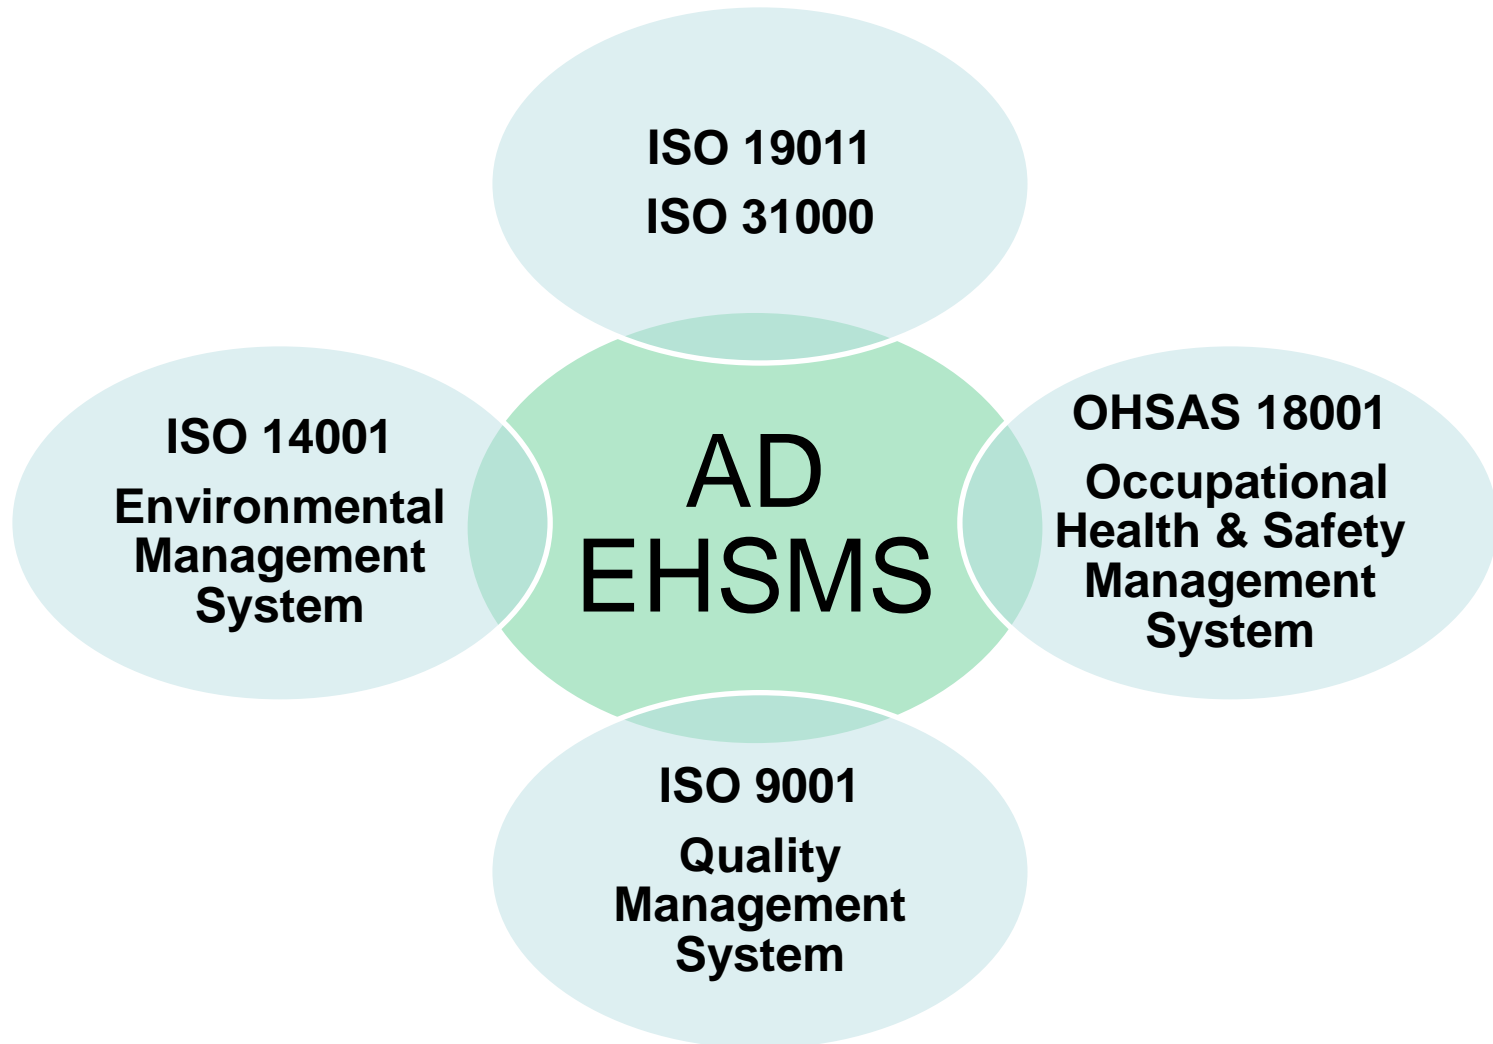 ISO 19011
ISO 31000
ISO 14001
Environmental
Management
System
AD
EHSMS
OHSAS 18001
Occupational
Health & Safety
Management
System
ISO 9001
Quality
Management
System